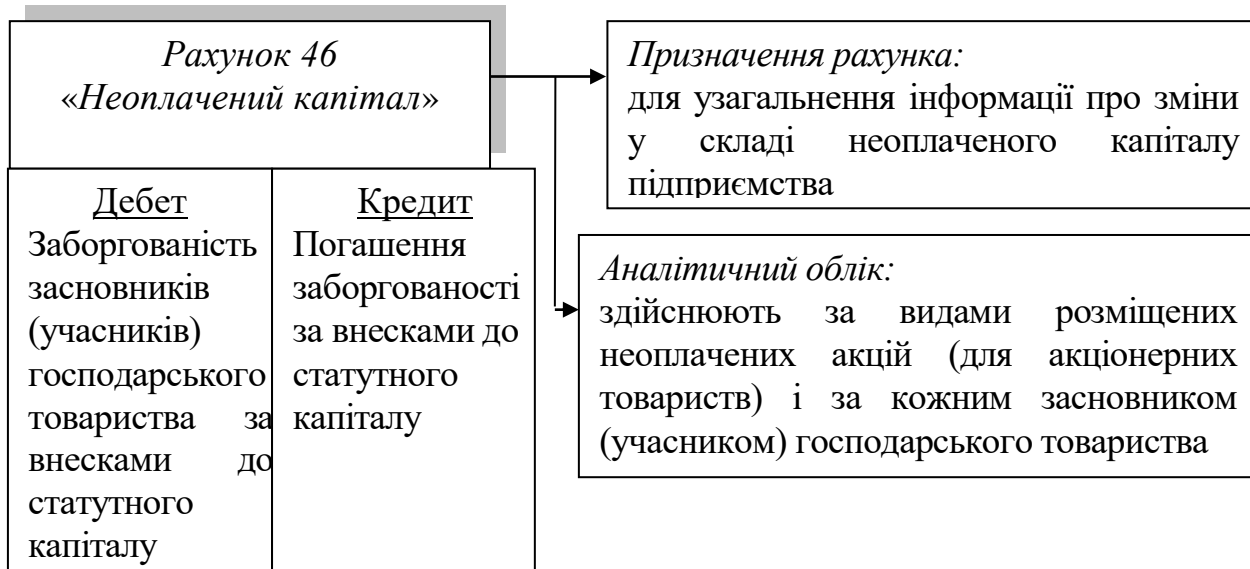 Рахунок 46
«Неоплачений капітал»
Дебет
Заборгованість
засновників
(учасників)
господарського
товариства за
внесками до
статутного
капіталу
Кредит
Погашення
заборгованості
за внесками до
статутного
капіталу
Призначення рахунка:
для узагальнення інформації про зміни
у складі неоплаченого капіталу
підприємства
Аналітичний облік:
здійснюють за видами розміщених
неоплачених акцій (для акціонерних
товариств) і за кожним засновником
(учасником) господарського товариства